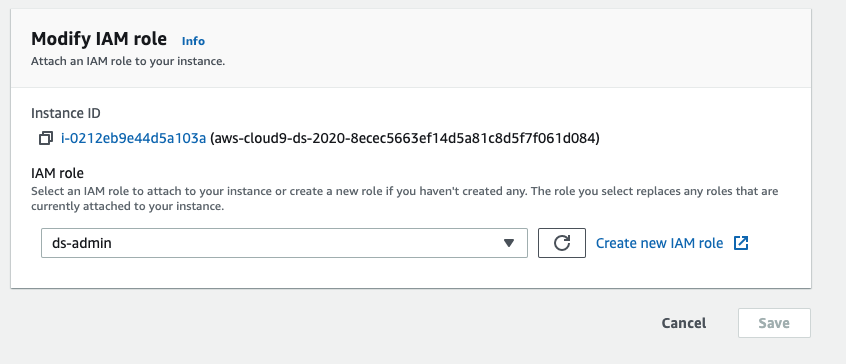 Modify IAM role Info
Attach an IAM role to your instance.
Instance ID
i-0212eb9e44d5a103a (aws-cloud9-ds-2020-8ecec5663ef14d5a81c8d5f7f061d084)
IAM role
Select an IAM role to attach to your instance or create a new role if you haven't created any. The role you select replaces any roles that are
currently attached to your instance.
ds-admin Create new IAM role
Cancel Save